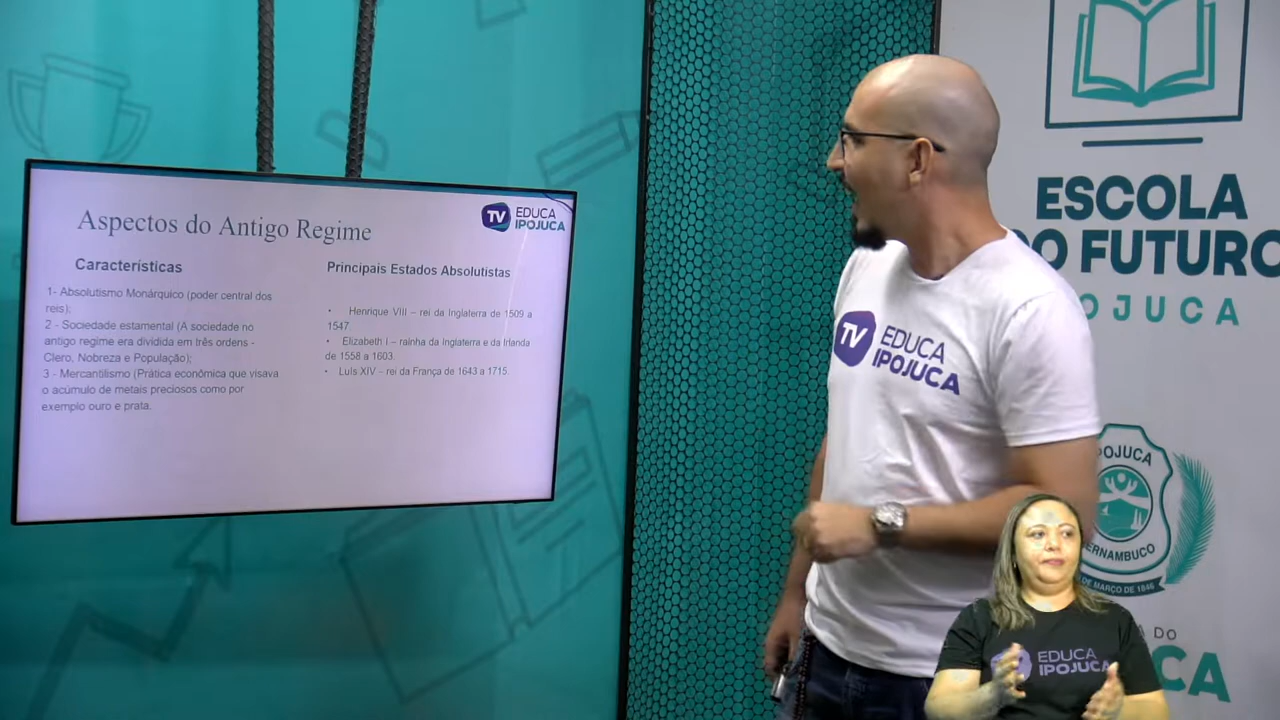 Aspectos do Antigo Regime
TV EDUCA
IPOJUCA
Características
1- Absolutismo Monárquico (poder central dos
reis);
2 - Sociedade estamental (A sociedade no
antigo regime era dividida em três ordens -
Clero, Nobreza e População);
3 - Mercantilismo (Prática econômica que visava
o acúmulo de metais preciosos como por
exemplo ouro e prata.
Principais Estados Absolutistas
• Henrique VIII – rei da Inglaterra de 1509 a
1547.
• Elizabeth I – rainha da Inglaterra e da Irlanda
de 1558 a 1603.
• Luís XIV – rei da França de 1643 a 1715.
TV EDUCA
IPOJUCA
ESCOLA
DO FUTURO
IPOJUCA
IPOJUCA
PERNAMBUCO
DE MARÇO DE 1846
DO
EDUCA
IPOJUCA